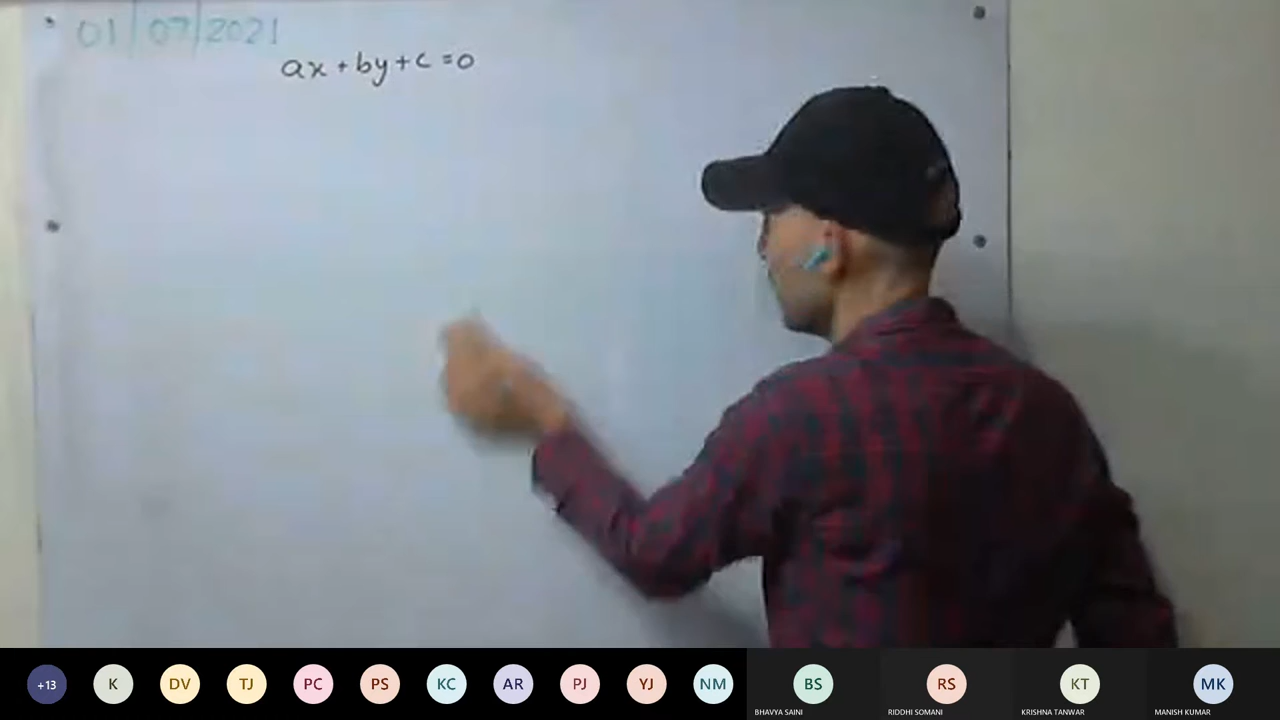 01/07/2021
ax + by + c = 0
+13 K DV TJ PC PS KC AR PJ YJ NM BS RS KT MK
BHAVYA SAINI RIDDHI SOMANI KRISHNA TANWAR MANISH KUMAR